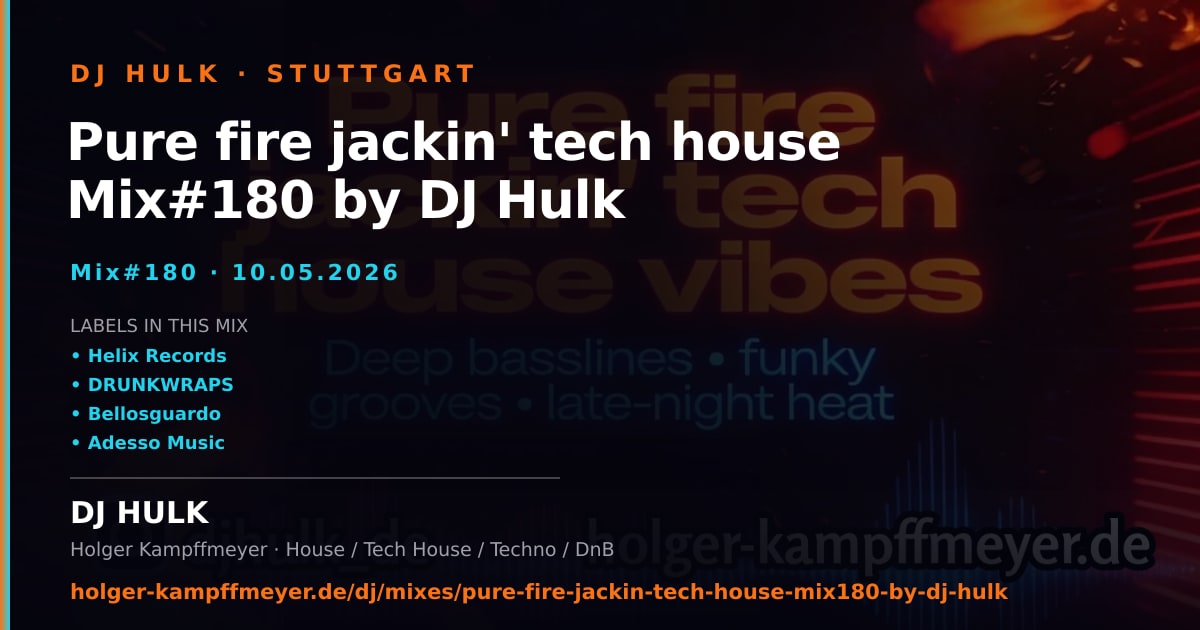 DJ HULK · STUTTGART
Pure fire jackin' tech house
Mix#180 by DJ Hulk
Mix#180 · 10.05.2026
LABELS IN THIS MIX
• Helix Records
• DRUNKWRAPS
• Bellosguardo
• Adesso Music
DJ HULK
Holger Kampffmeyer · House / Tech House / Techno / DnB
holger-kampffmeyer.de/dj/mixes/pure-fire-jackin-tech-house-mix180-by-dj-hulk
Pure fire
jackin' tech
house vibes
Deep basslines • funky
grooves • late-night heat
djhulk_de
holger-kampffmeyer.de